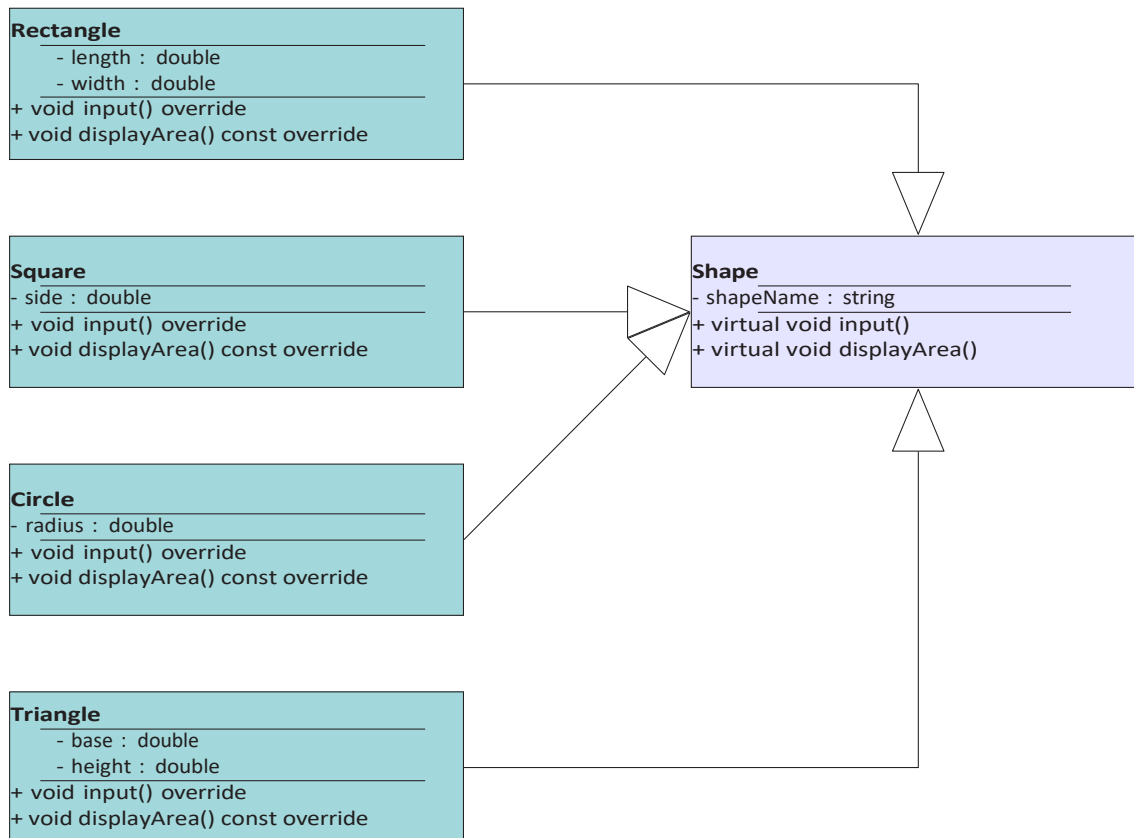 Rectangle
- length : double
- width : double
+ void input() override
+ void displayArea() const override
Square
- side : double
+ void input() override
+ void displayArea() const override
Shape
- shapeName : string
+ virtual void input()
+ virtual void displayArea()
Circle
- radius : double
+ void input() override
+ void displayArea() const override
Triangle
- base : double
- height : double
+ void input() override
+ void displayArea() const override